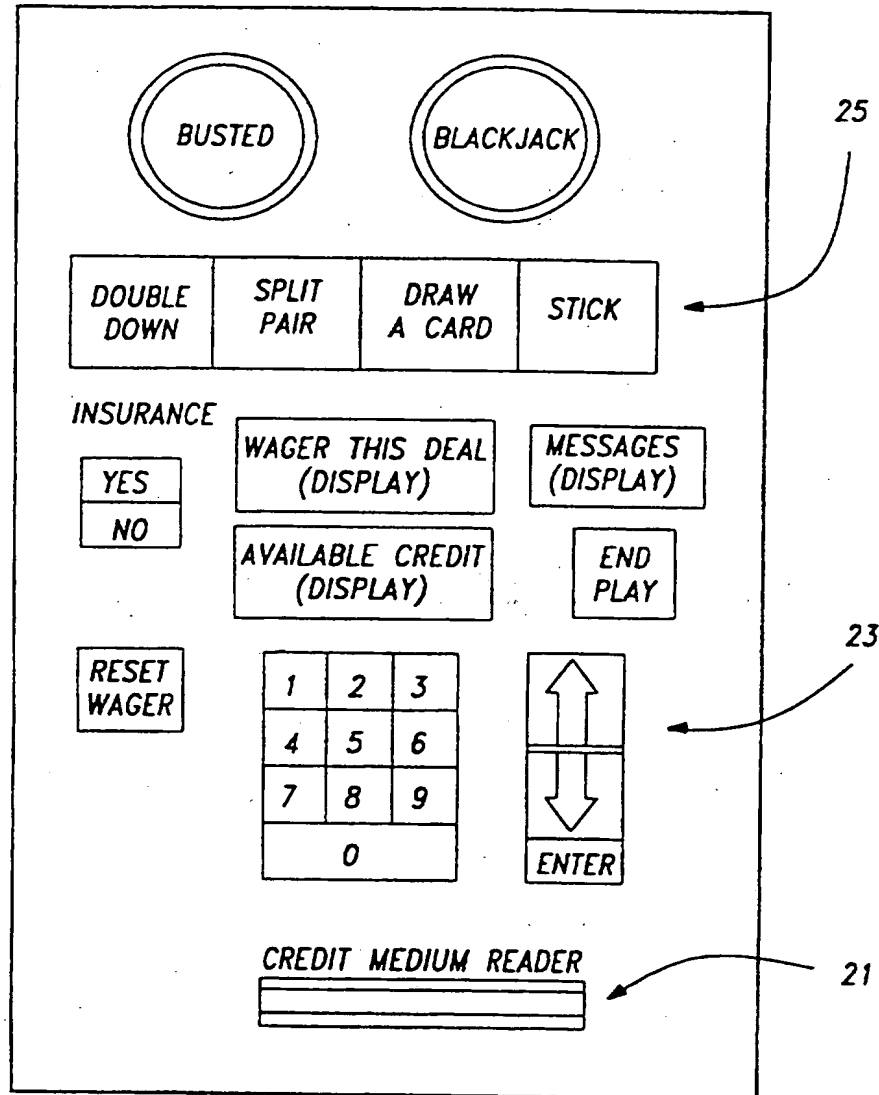 BUSTED
BLACKJACK
25
DOUBLE
DOWN
SPLIT
PAIR
DRAW
A CARD
STICK
INSURANCE
YES
NO
WAGER THIS DEAL
(DISPLAY)
MESSAGES
(DISPLAY)
AVAILABLE CREDIT
(DISPLAY)
END
PLAY
23
RESET
WAGER
1 2 3
4 5 6
7 8 9
0
ENTER
CREDIT MEDIUM READER
21